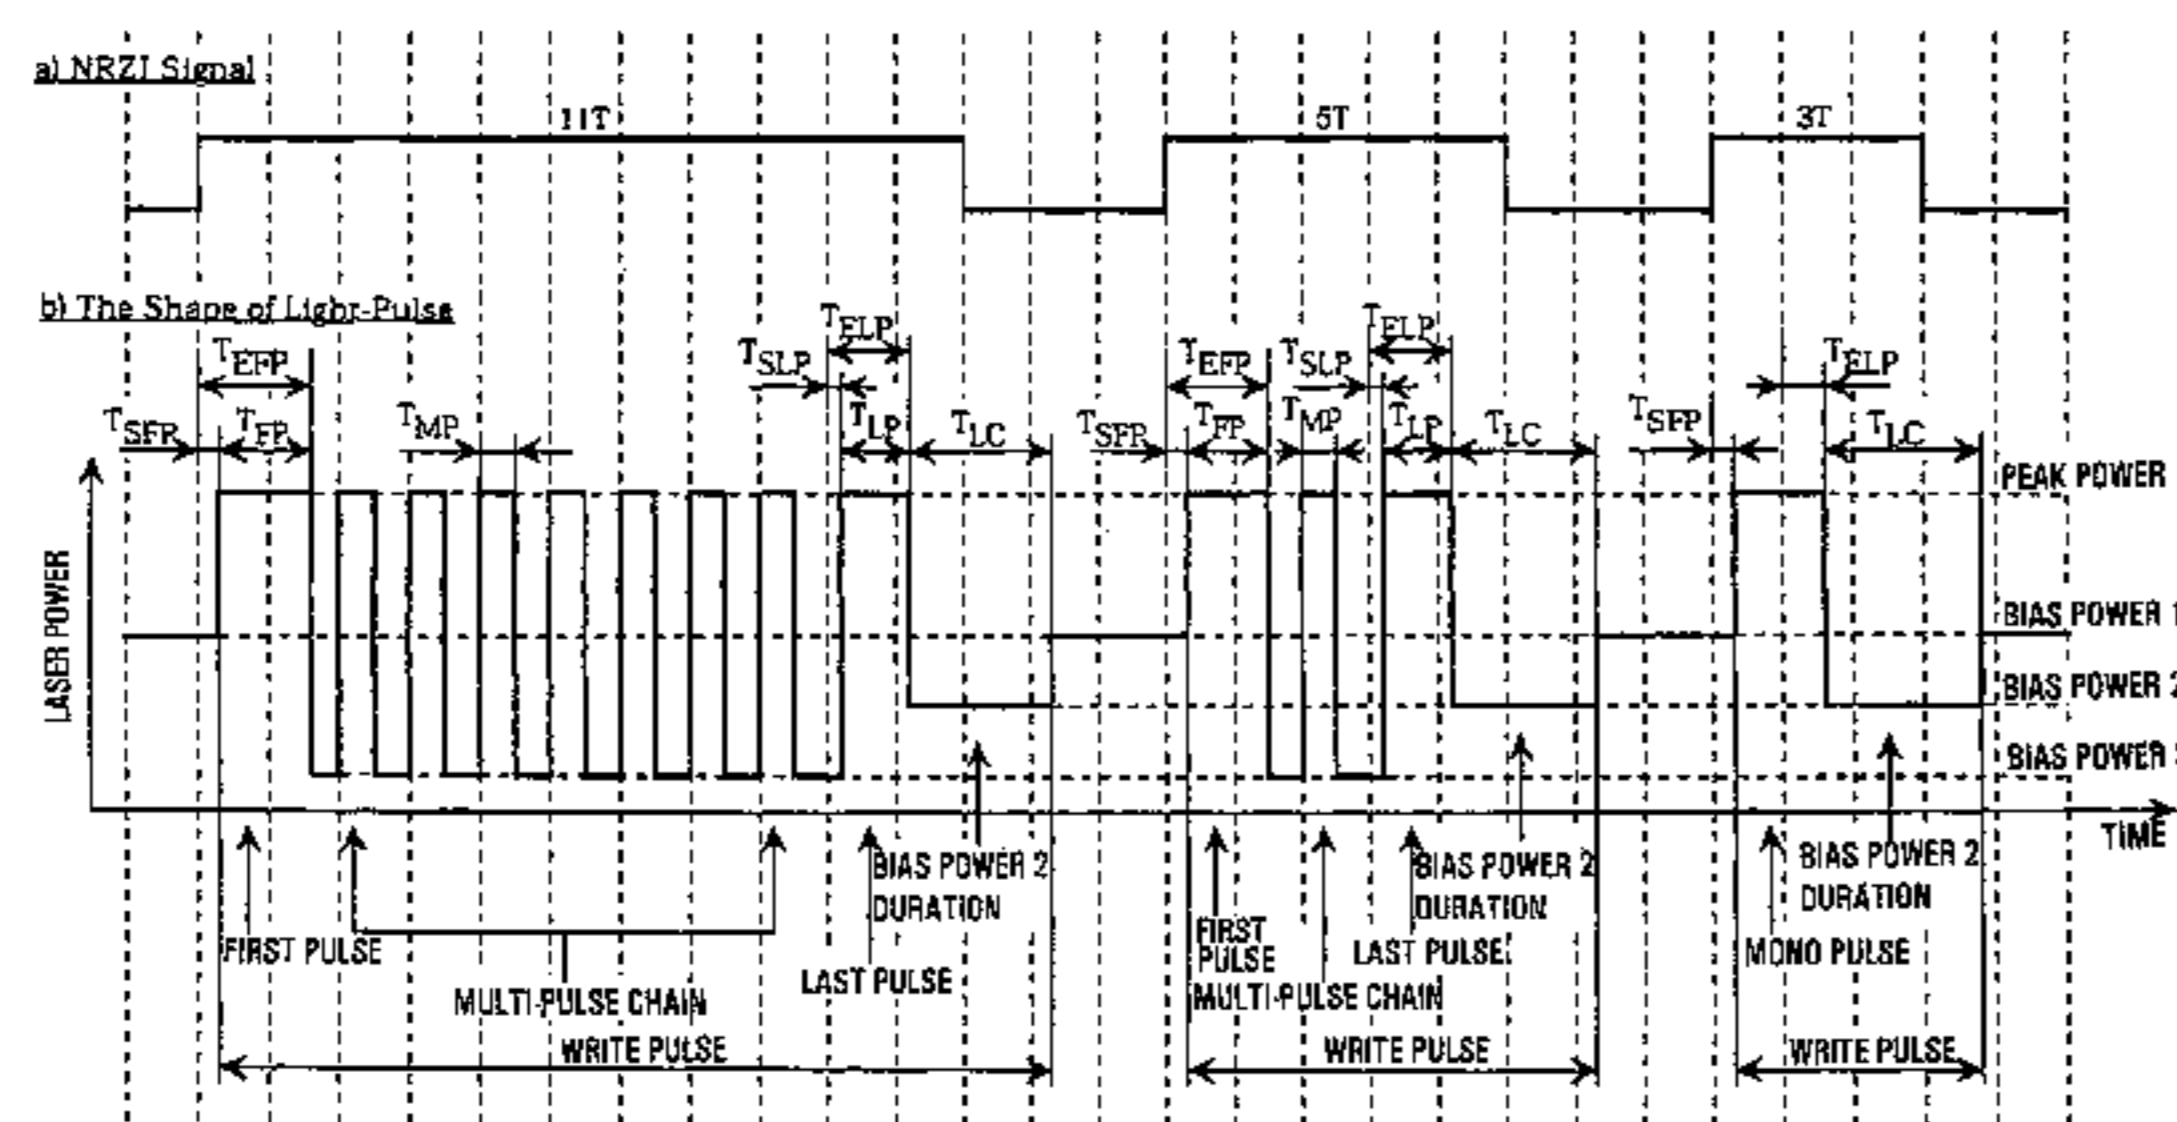 a) NRZI Signal
11T
5T
3T
b) The Shape of Light-Pulse
TEFP
TSLP
TELP
TEFP
TSLP
TELP
TELP
TSFP
TFP
TMP
TLP
TLC
TSFP
TFP
TMP
TLP
TLC
TSFP
TLC
PEAK POWER
BIAS POWER 1
BIAS POWER 2
BIAS POWER
LASER POWER
TIME
BIAS POWER 2
DURATION
BIAS POWER 2
DURATION
BIAS POWER 2
DURATION
FIRST PULSE
FIRST
PULSE
LAST PULSE
LAST PULSE
MONO PULSE
MULTI-PULSE CHAIN
MULTI-PULSE CHAIN
WRITE PULSE
WRITE PULSE
WRITE PULSE